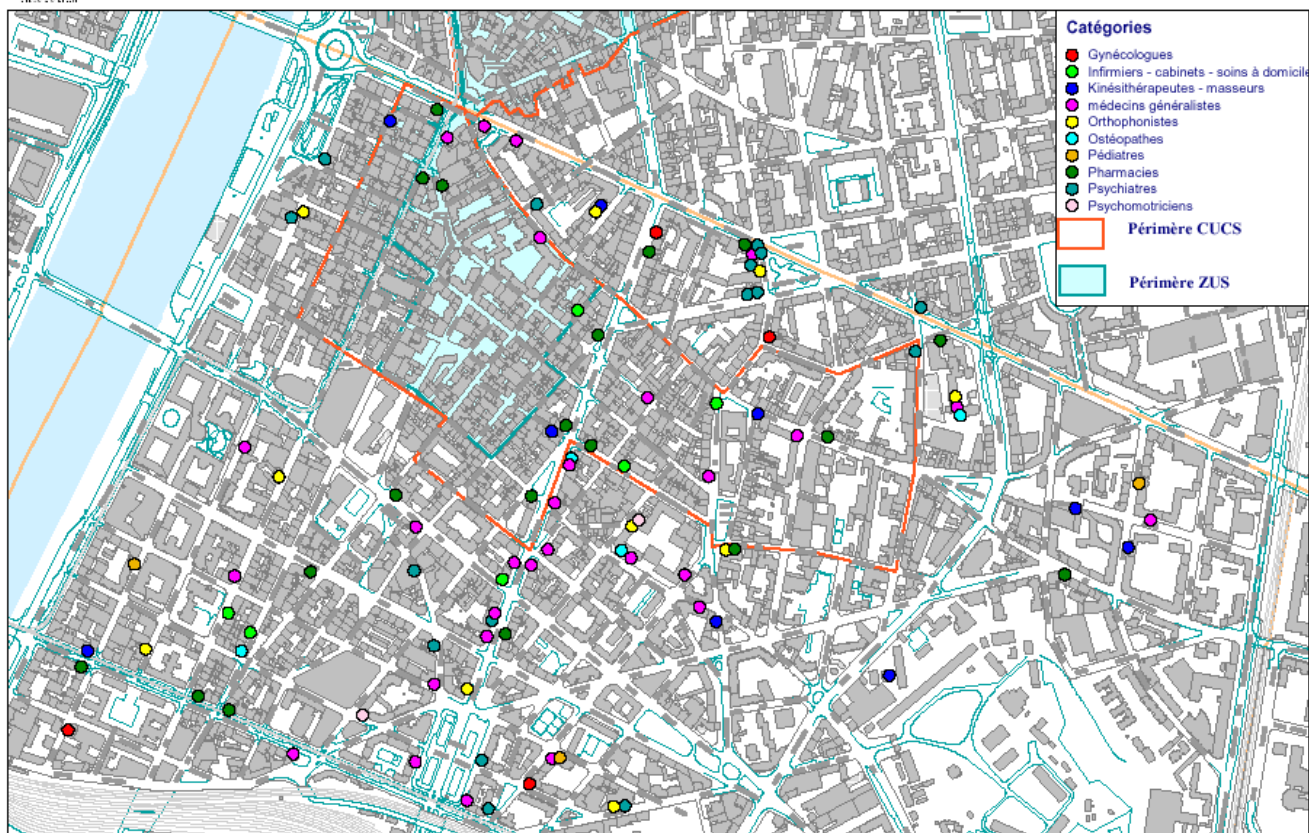 Catégories
Gynécologues
Infirmiers - cabinets - soins à domicile
Kinésithérapeutes - masseurs
médecins généralistes
Orthophonistes
Ostéopathes
Pédiatres
Pharmacies
Psychiatres
Psychomotriciens
Périmère CUCS
Périmère ZUS